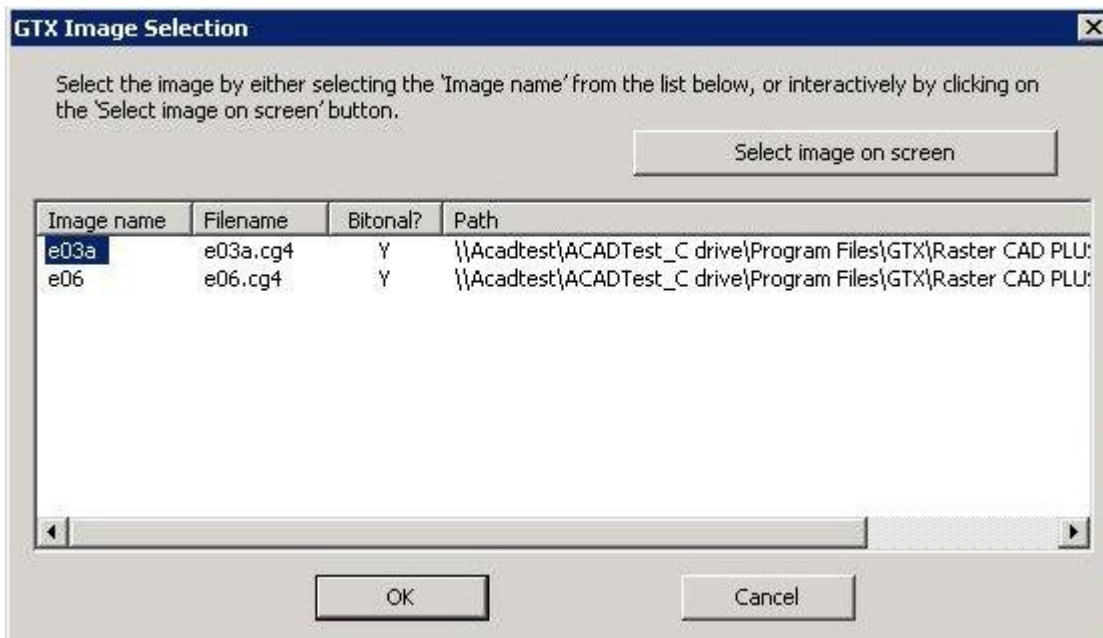 GTX Image Selection
Select the image by either selecting the 'Image name' from the list below, or interactively by clicking on
the 'Select image on screen' button.
Select image on screen
Image name Filename Bitonal? Path
e03a e03a.cg4 Y \\Acadtest\ACADTest_C drive\Program Files\GTX\Raster CAD PLUS
e06 e06.cg4 Y \\Acadtest\ACADTest_C drive\Program Files\GTX\Raster CAD PLUS
OK Cancel